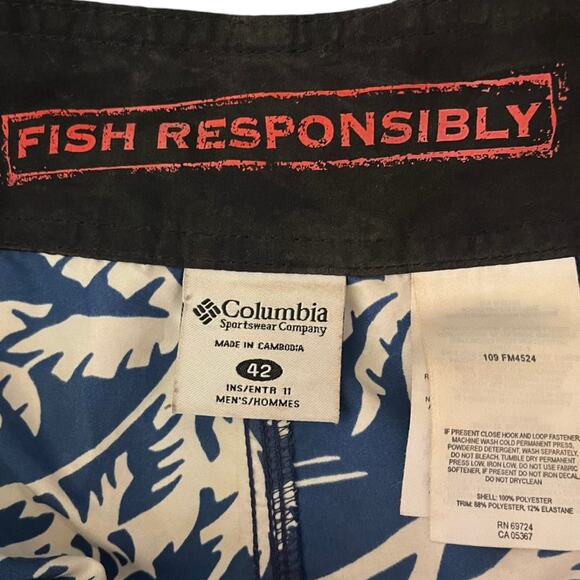 FISH RESPONSIBLY
Columbia
Sportswear Company
MADE IN CAMBODIA
42
INS/ENTR 11
MEN'S/HOMMES
109 FM4524
IF PRESENT CLOSE HOOK AND LOOP FASTENER,
MACHINE WASH COLD PERMANENT PRESS,
POWDERED DETERGENT, WASH SEPARATELY,
DO NOT BLEACH, TUMBLE DRY PERMANENT
PRESS LOW, IRON LOW, DO NOT USE FABRIC
SOFTENER, IF PRESENT DO NOT IRON DECAL,
DO NOT DRYCLEAN
SHELL: 100% POLYESTER
TRIM: 88% POLYESTER, 12% ELASTANE
RN 69724
CA 05367